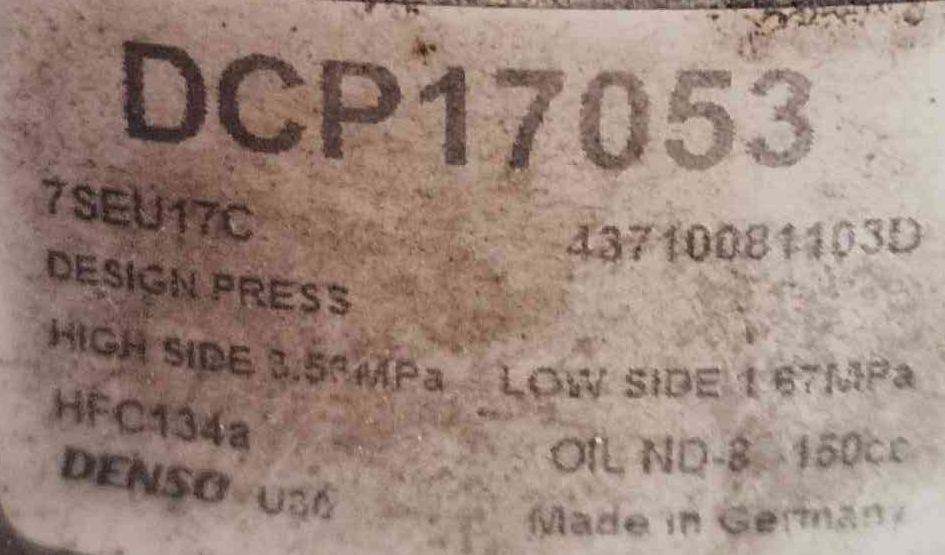 DCP17053
7SEU17C 43710081103D
DESIGN PRESS
HIGH SIDE LOW SIDE 1.67MPa
HFC134a OIL ND-8 150cc
DENSO Made in Germany